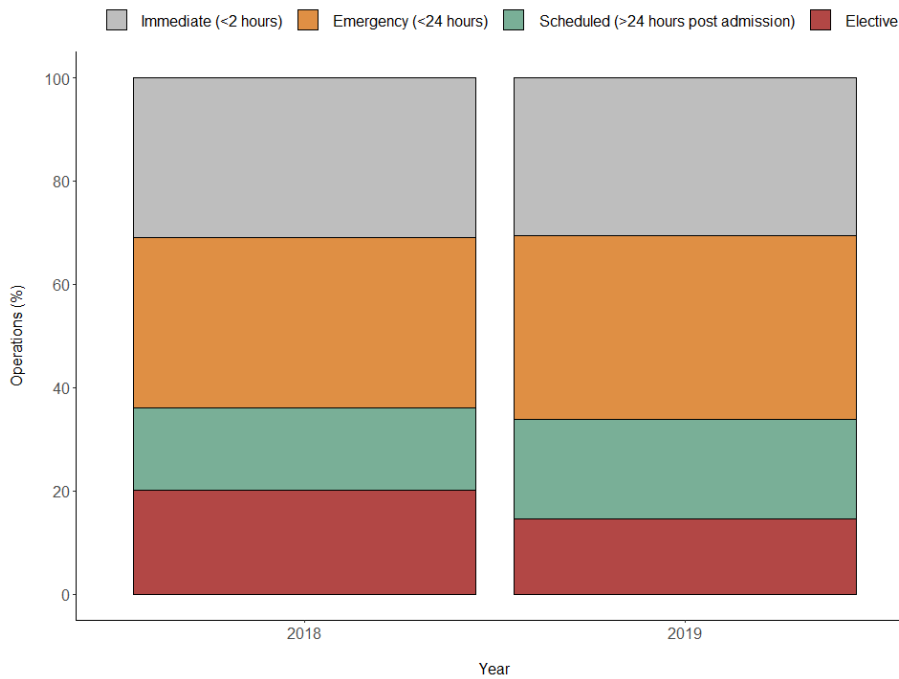 Immediate (<2 hours) Emergency (<24 hours) Scheduled (>24 hours post admission) Elective
100
80
60
40
20
0
Operations (%)
2018 2019
Year